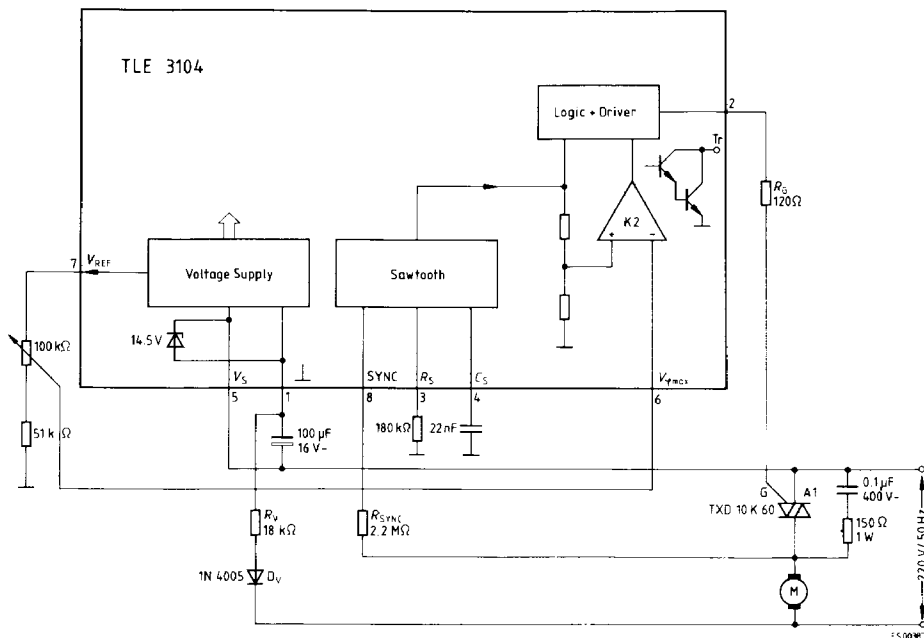 TLE 3104
Logic + Driver
2
Tr
R_G
120Ω
K2
+
-
7
V_REF
Voltage Supply
Sawtooth
14.5 V
100 kΩ
51 kΩ
V_S
SYNC
R_S
C_S
V_φmax
5
1
8
3
4
6
100 µF
16 V-
180 kΩ
22 nF
R_V
18 kΩ
R_SYNC
2.2 MΩ
G
A1
TXD 10 K 60
0.1 µF
400 V~
150 Ω
1 W
220 V/50 Hz
1N 4005
D_V
M